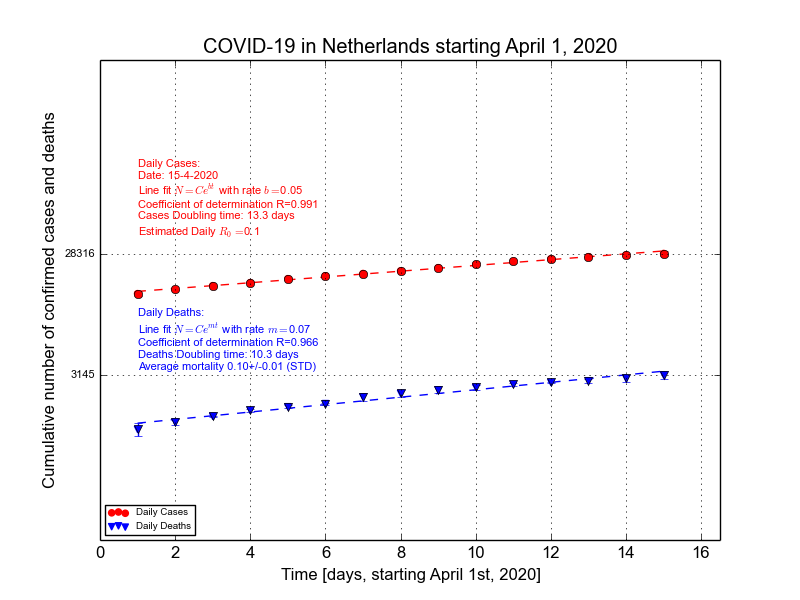 COVID-19 in Netherlands starting April 1, 2020
Cumulative number of confirmed cases and deaths
28316
3145
Daily Cases:
Date: 15-4-2020
Line fit N=Ce^{bt} with rate b=0.05
Coefficient of determination R=0.991
Cases Doubling time: 13.3 days
Estimated Daily R_0=0.1
Daily Deaths:
Line fit N=Ce^{mt} with rate m=0.07
Coefficient of determination R=0.966
Deaths Doubling time: 10.3 days
Average mortality 0.10+/-0.01 (STD)
Daily Cases
Daily Deaths
0 2 4 6 8 10 12 14 16
Time [days, starting April 1st, 2020]